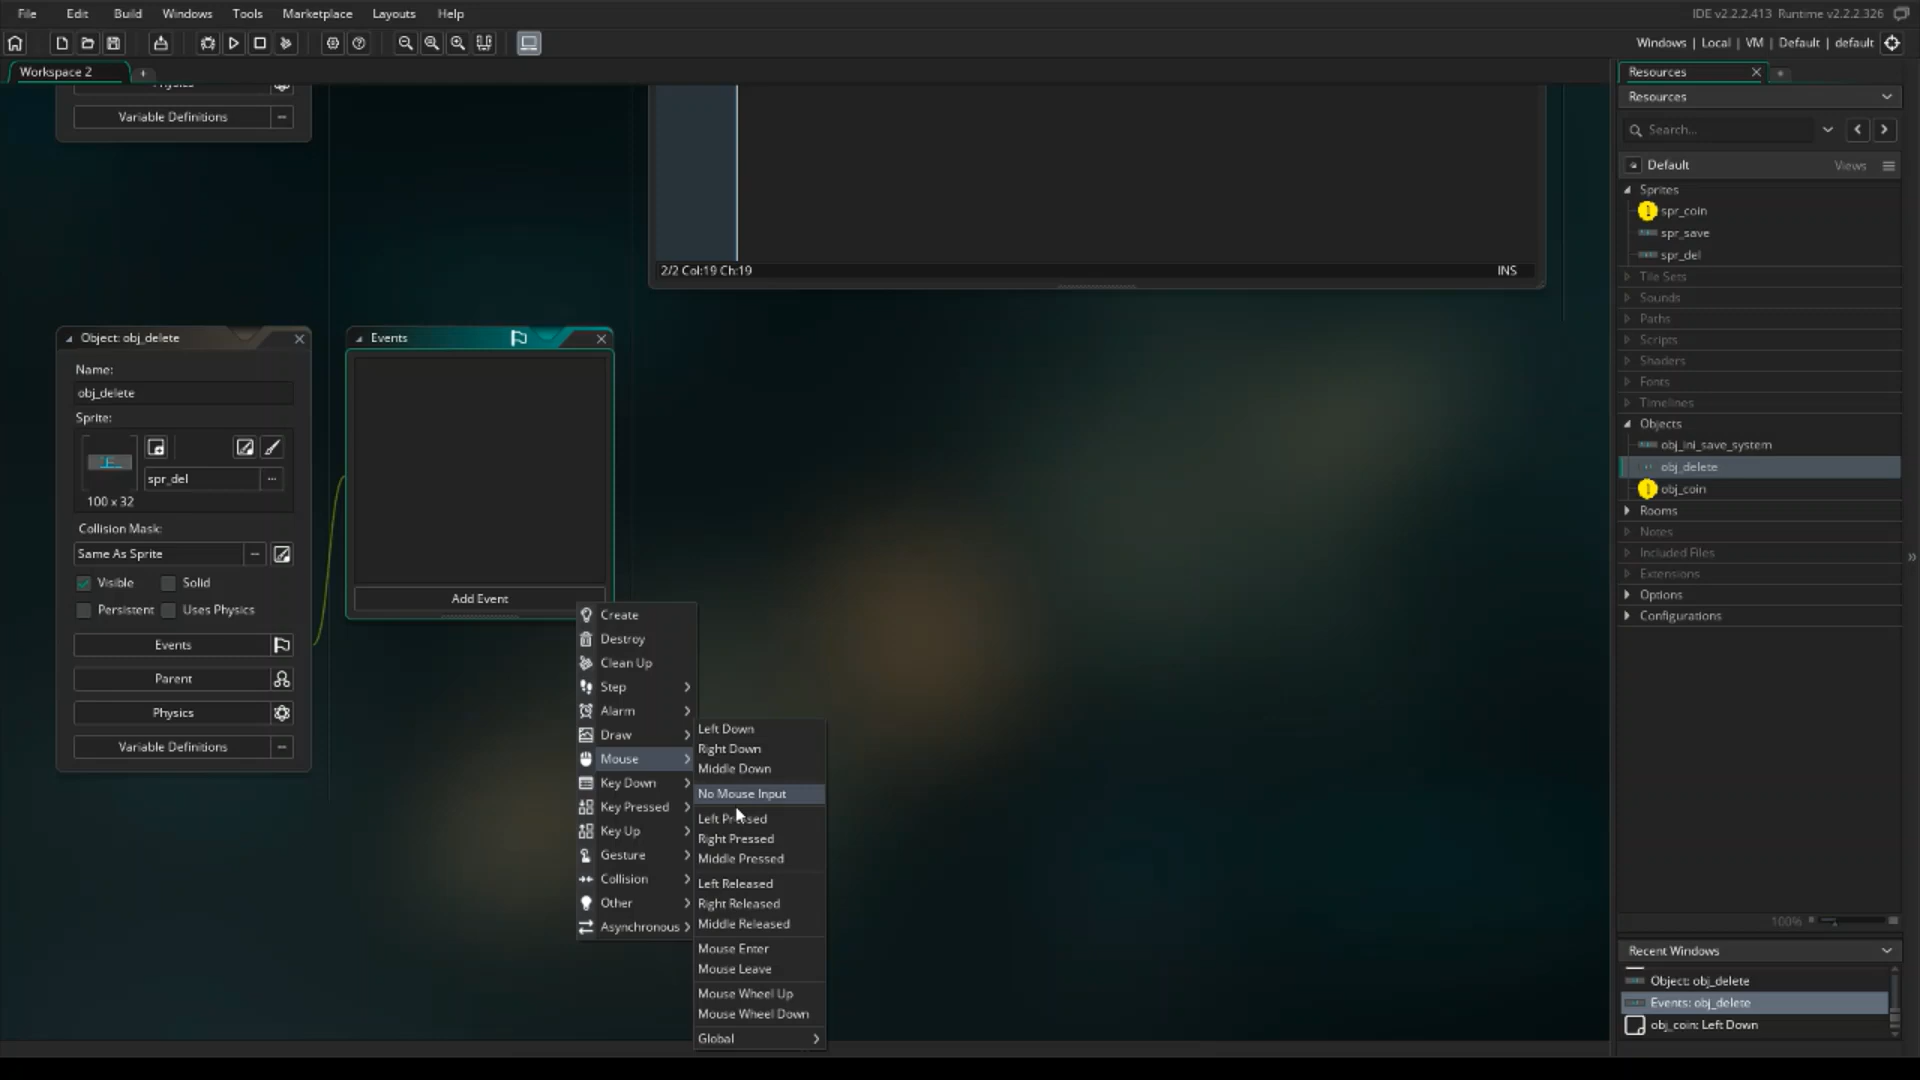 File Edit Build Windows Tools Marketplace Layouts Help
IDE v2.2.2.413 Runtime v2.2.2.326
Windows | Local | VM | Default | default
Workspace 2
Variable Definitions
2/2 Col:19 Ch:19
INS
Object: obj_delete
Name:
obj_delete
Sprite:
spr_del
100 x 32
Collision Mask:
Same As Sprite
Visible
Solid
Persistent
Uses Physics
Events
Parent
Physics
Variable Definitions
Events
Add Event
Create
Destroy
Clean Up
Step
Alarm
Draw
Mouse
Key Down
Key Pressed
Key Up
Gesture
Collision
Other
Asynchronous
Left Down
Right Down
Middle Down
No Mouse Input
Left Pressed
Right Pressed
Middle Pressed
Left Released
Right Released
Middle Released
Mouse Enter
Mouse Leave
Mouse Wheel Up
Mouse Wheel Down
Global
Resources
Resources
Search...
Default
Views
Sprites
spr_coin
spr_save
spr_del
Tile Sets
Sounds
Paths
Scripts
Shaders
Fonts
Timelines
Objects
obj_ini_save_system
obj_delete
obj_coin
Rooms
Notes
Included Files
Extensions
Options
Configurations
100%
Recent Windows
Object: obj_delete
Events: obj_delete
obj_coin: Left Down